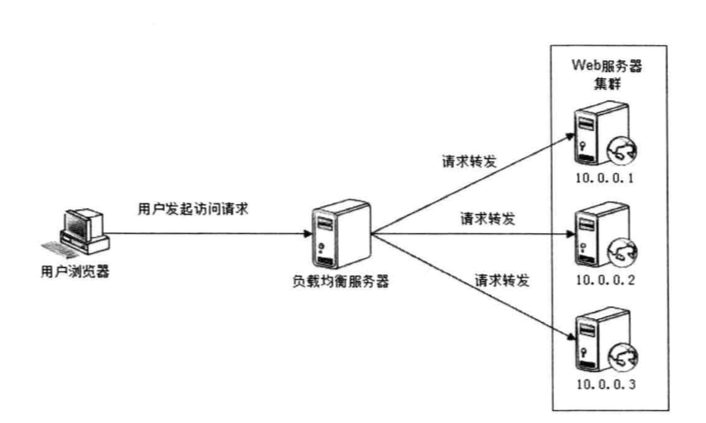 Web服务器
集群
请求转发
10.0.0.1
用户发起访问请求
请求转发
用户浏览器
负载均衡服务器
10.0.0.2
请求转发
10.0.0.3